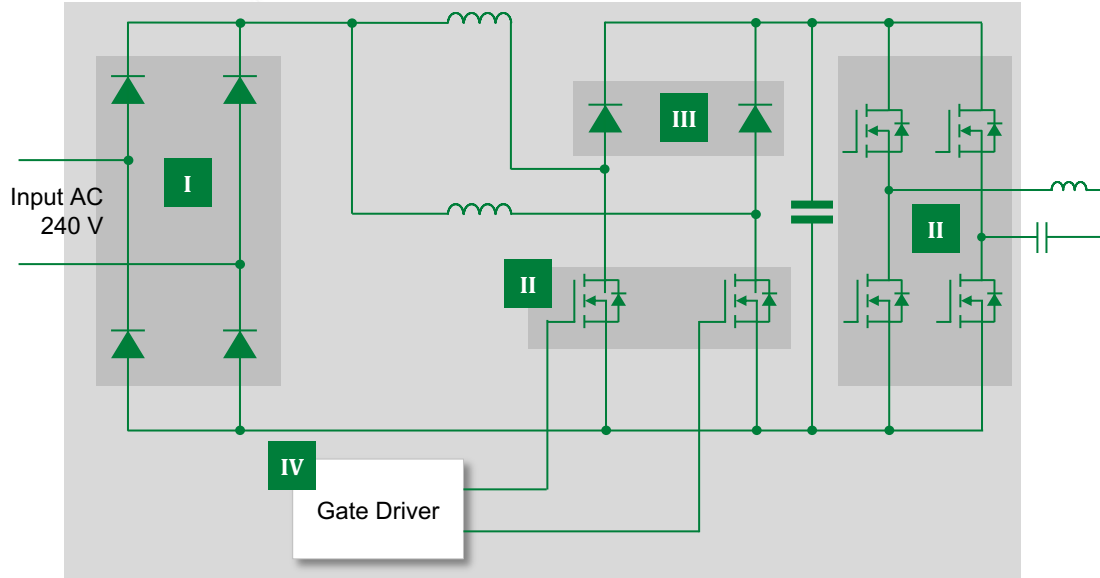 III
I
Input AC
240 V
II
II
IV
Gate Driver